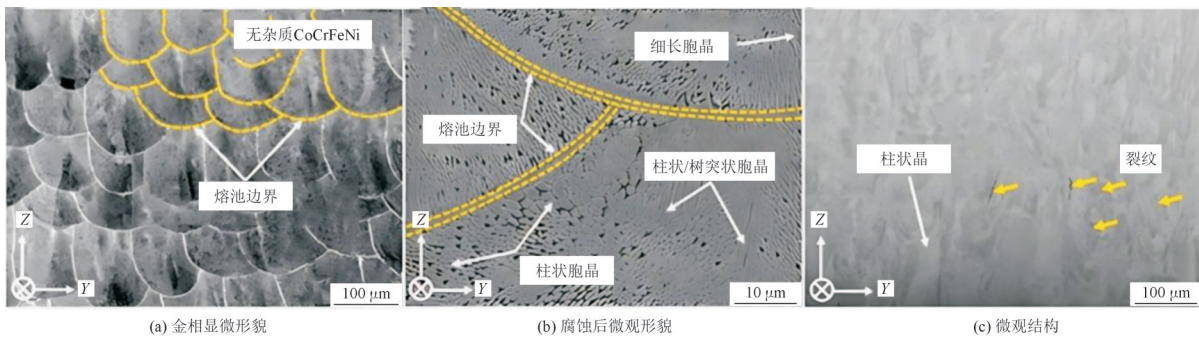 无杂质CoCrFeNi
熔池边界
Z
Y
100 μm
(a) 金相显微形貌
细长胞晶
熔池边界
柱状/树突状胞晶
柱状胞晶
Z
Y
10 μm
(b) 腐蚀后微观形貌
柱状晶
裂纹
Z
Y
100 μm
(c) 微观结构